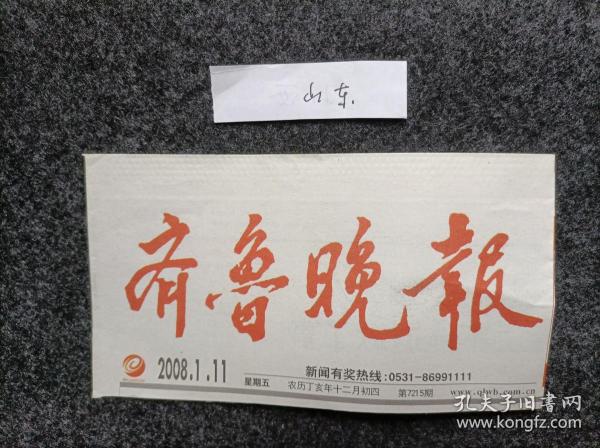 山东
齐鲁晚报
2008.1.11
星期五
新闻有奖热线:0531-86991111
农历丁亥年十二月初四 第7215期 www.qlwb.com.cn
孔夫子旧书网
www.kongfz.com